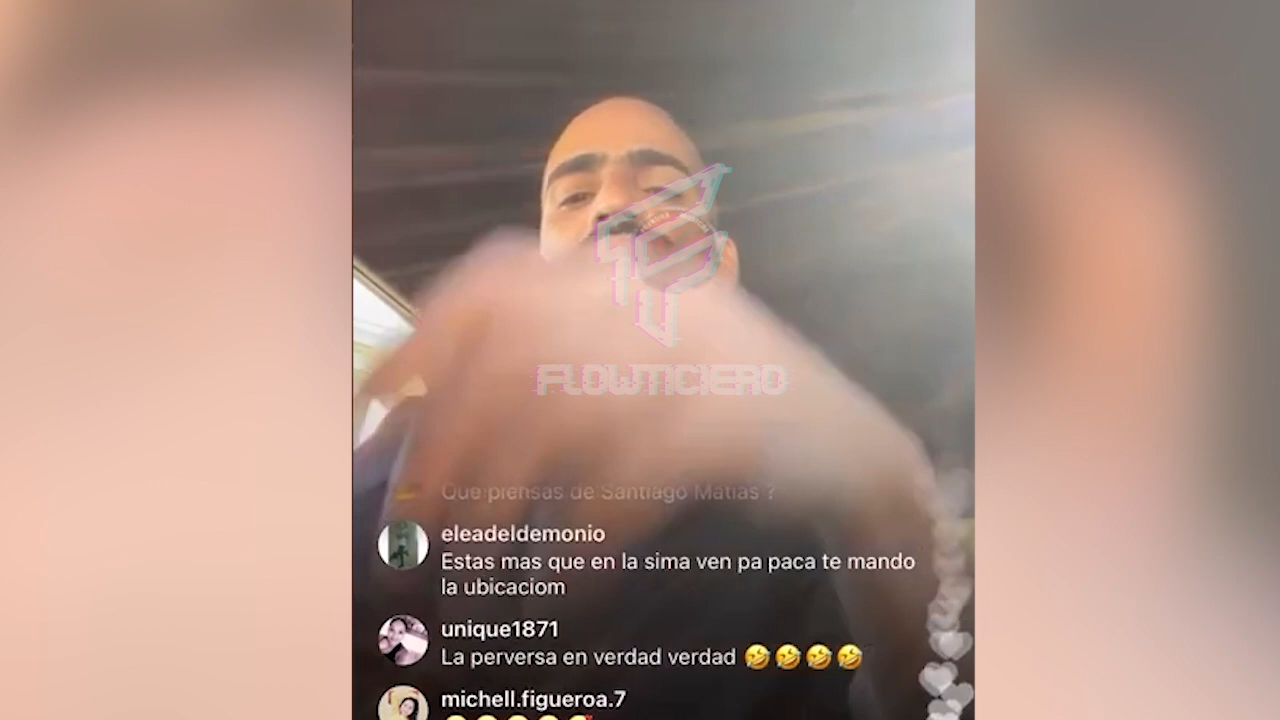 FLOWTICIERO
Que piensas de Santiago Matias ?
eleadeldemonio
Estas mas que en la sima ven pa paca te mando
la ubicaciom
unique1871
La perversa en verdad verdad 🤣🤣🤣🤣
michell.figueroa.7